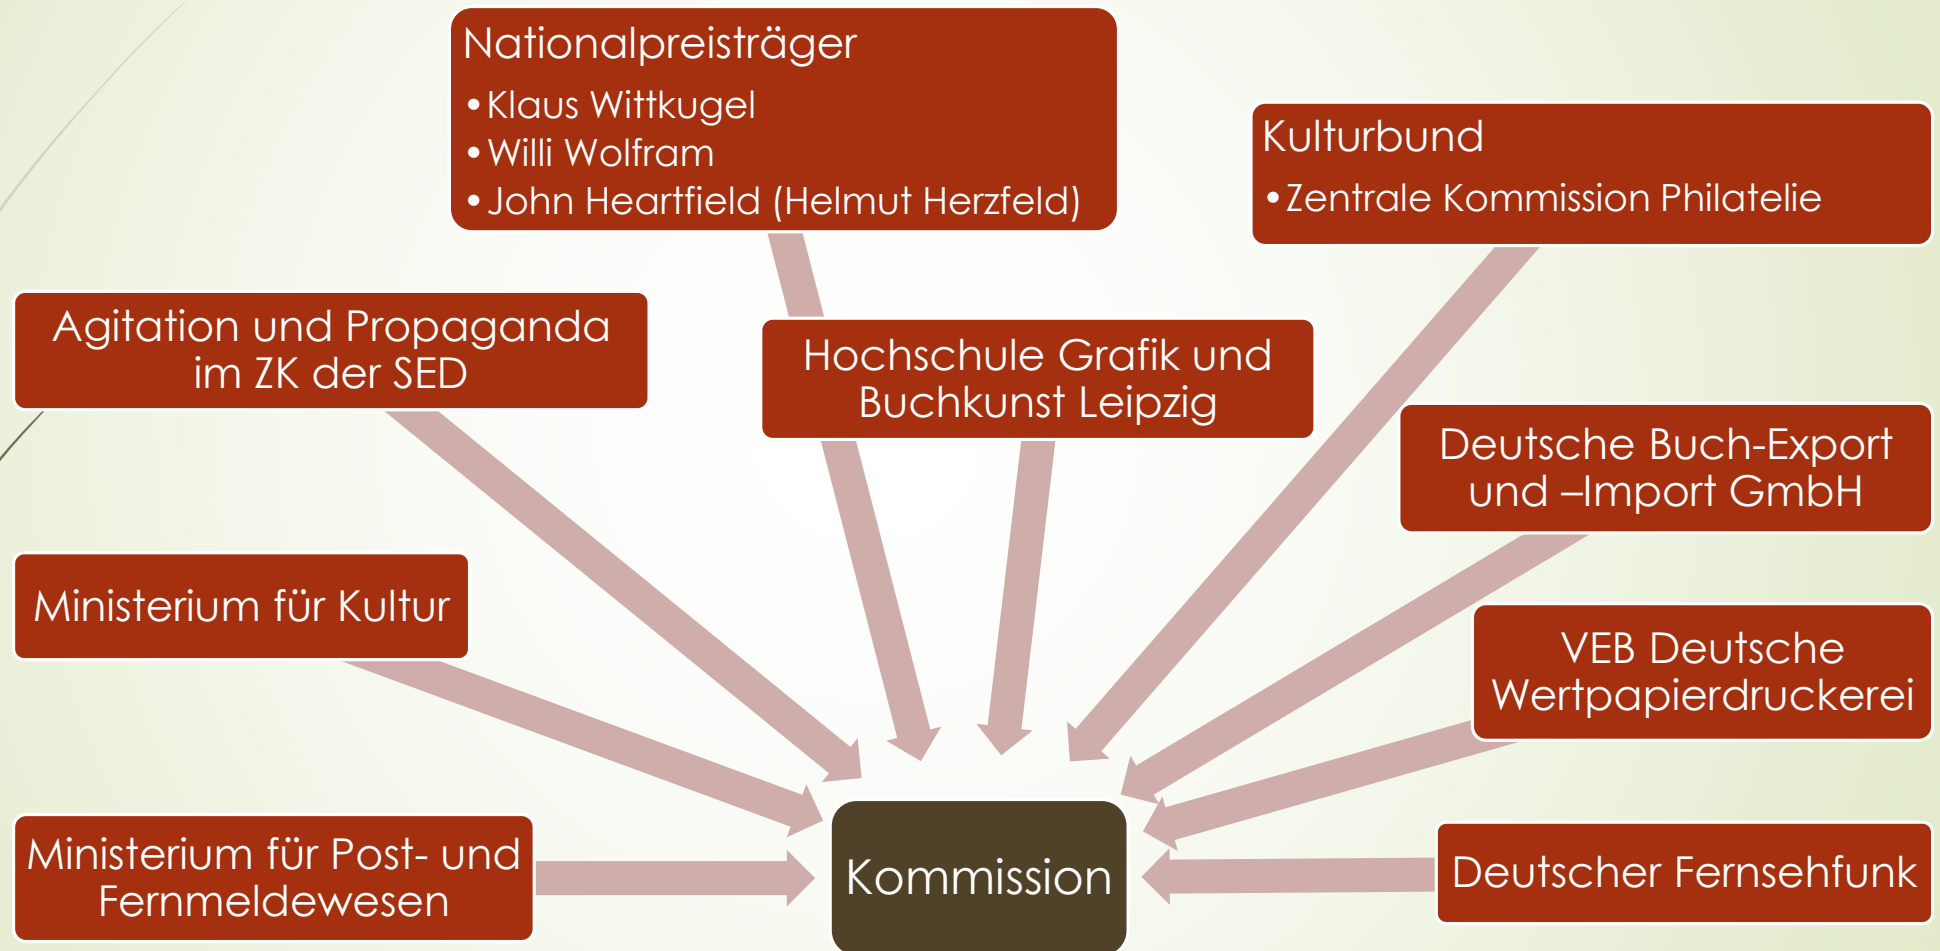 Nationalpreisträger
• Klaus Wittkugel
• Willi Wolfram
• John Heartfield (Helmut Herzfeld)
Kulturbund
• Zentrale Kommission Philatelie
Agitation und Propaganda
im ZK der SED
Hochschule Grafik und
Buchkunst Leipzig
Deutsche Buch-Export
und –Import GmbH
Ministerium für Kultur
VEB Deutsche
Wertpapierdruckerei
Ministerium für Post- und
Fernmeldewesen
Kommission
Deutscher Fernsehfunk